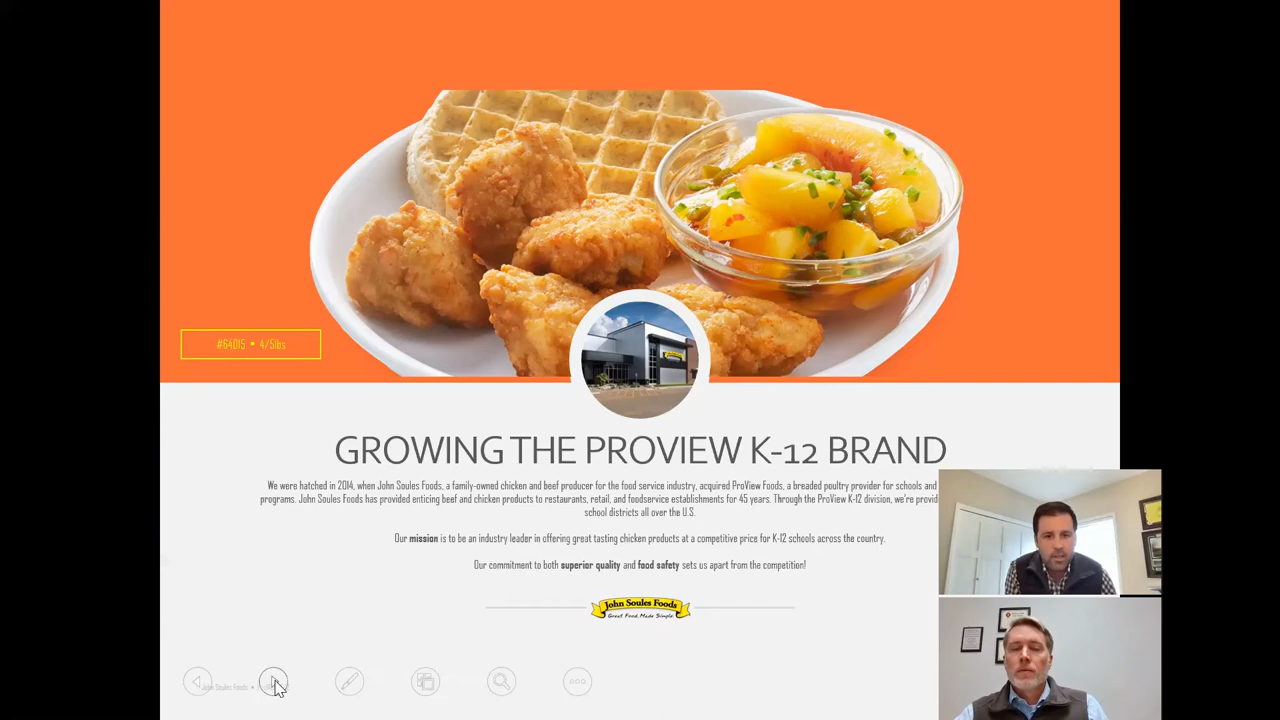 #64015 • 4/5lbs
GROWING THE PROVIEW K-12 BRAND
We were hatched in 2014, when John Soules Foods, a family-owned chicken and beef producer for the food service industry, acquired ProView Foods, a breaded poultry provider for schools and
programs. John Soules Foods has provided enticing beef and chicken products to restaurants, retail, and foodservice establishments for 45 years. Through the ProView K-12 division, we're
school districts all over the U.S.
Our mission is to be an industry leader in offering great tasting chicken products at a competitive price for K-12 schools across the country.
Our commitment to both superior quality and food safety sets us apart from the competition!
John Soules Foods
Great Food, Made Simple.
John Soules Foods •